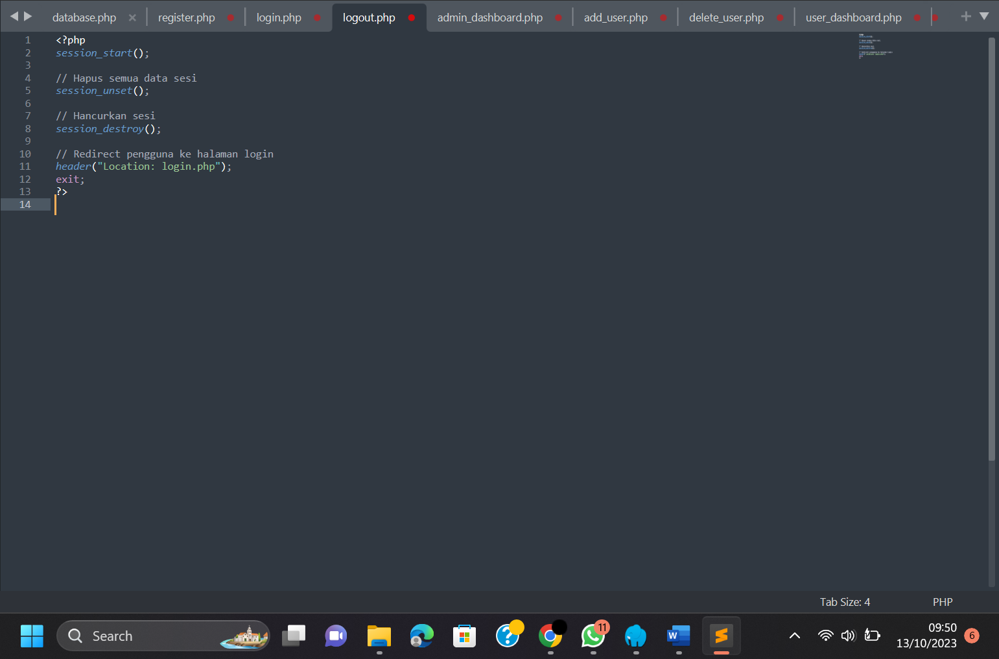 database.php register.php login.php logout.php admin_dashboard.php add_user.php delete_user.php user_dashboard.php
1 <?php
2 session_start();
3
4 // Hapus semua data sesi
5 session_unset();
6
7 // Hancurkan sesi
8 session_destroy();
9
10 // Redirect pengguna ke halaman login
11 header("Location: login.php");
12 exit;
13 ?>
14
Tab Size: 4 PHP
Search 11 W 09:50 6
13/10/2023